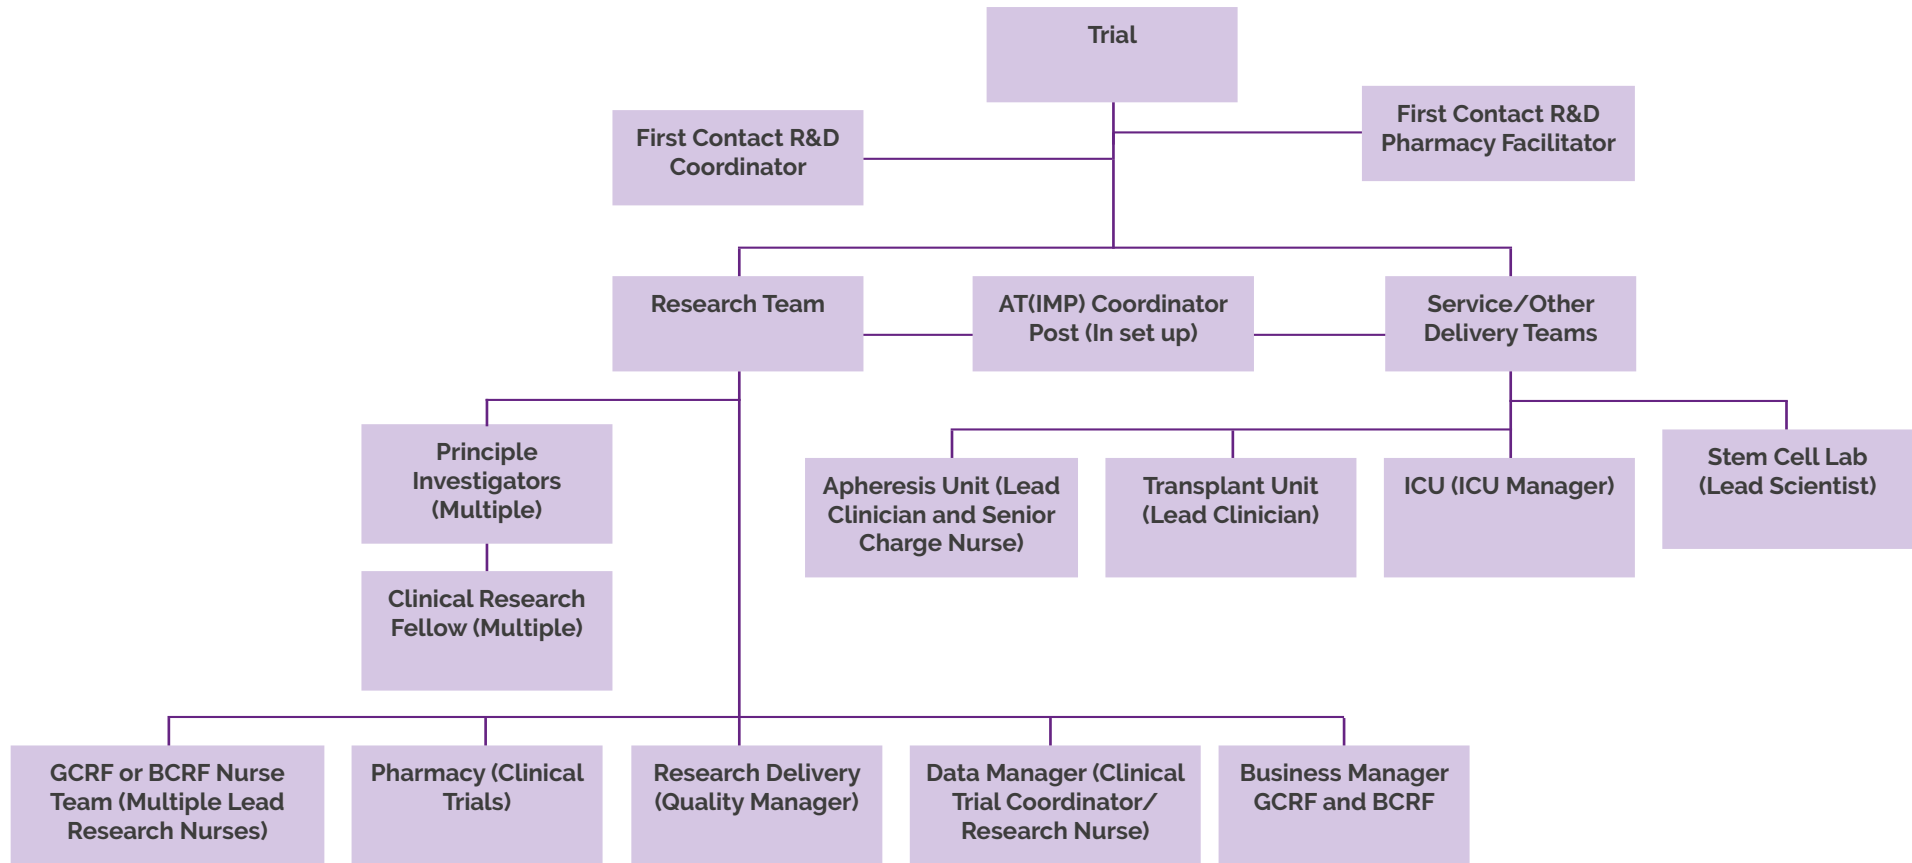 Trial
First Contact R&D
Coordinator
First Contact R&D
Pharmacy Facilitator
Research Team
AT(IMP) Coordinator
Post (In set up)
Service/Other
Delivery Teams
Principle
Investigators
(Multiple)
Clinical Research
Fellow (Multiple)
Apheresis Unit (Lead
Clinician and Senior
Charge Nurse)
Transplant Unit
(Lead Clinician)
ICU (ICU Manager)
Stem Cell Lab
(Lead Scientist)
GCRF or BCRF Nurse
Team (Multiple Lead
Research Nurses)
Pharmacy (Clinical
Trials)
Research Delivery
(Quality Manager)
Data Manager (Clinical
Trial Coordinator/
Research Nurse)
Business Manager
GCRF and BCRF